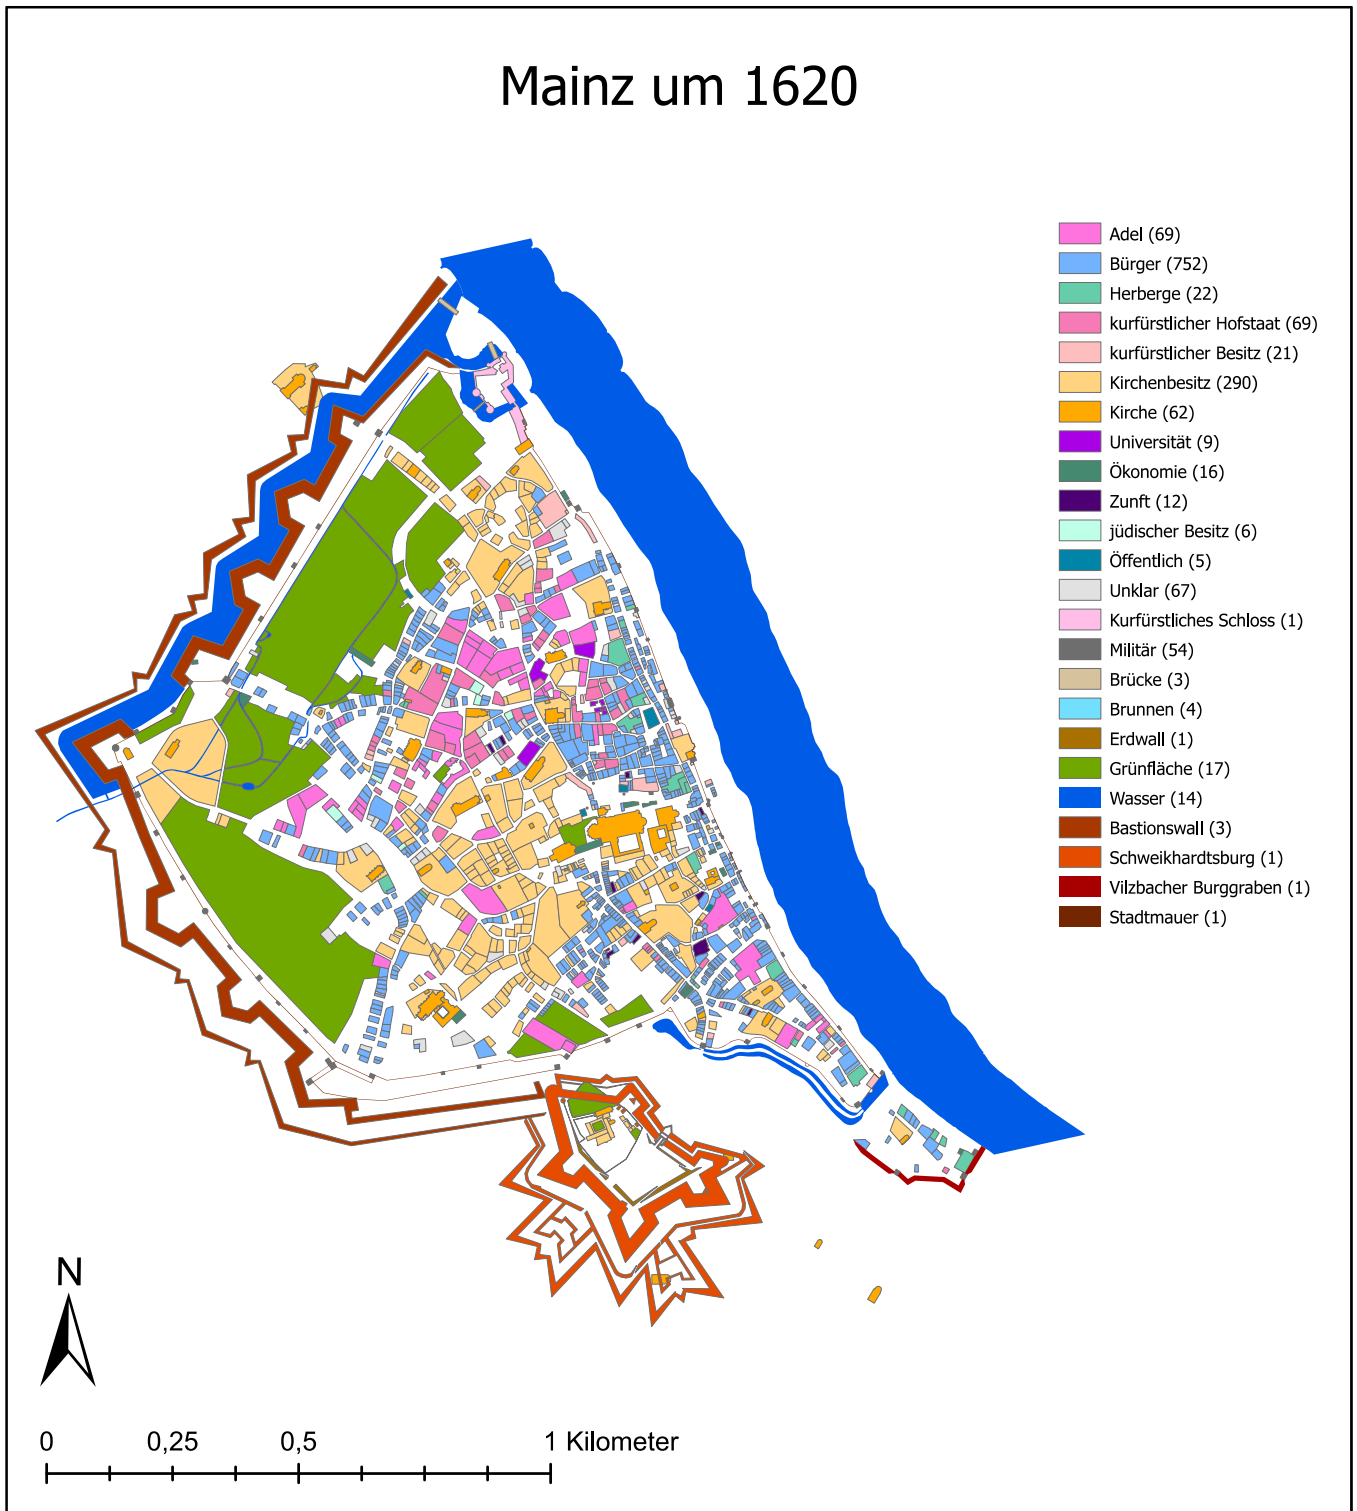 Mainz um 1620
Adel (69)
Bürger (752)
Herberge (22)
kurfürstlicher Hofstaat (69)
kurfürstlicher Besitz (21)
Kirchenbesitz (290)
Kirche (62)
Universität (9)
Ökonomie (16)
Zunft (12)
jüdischer Besitz (6)
Öffentlich (5)
Unklar (67)
Kurfürstliches Schloss (1)
Militär (54)
Brücke (3)
Brunnen (4)
Erdwall (1)
Grünfläche (17)
Wasser (14)
Bastionswall (3)
Schweikhardtsburg (1)
Vilzbacher Burggraben (1)
Stadtmauer (1)
N
0 0,25 0,5 1 Kilometer